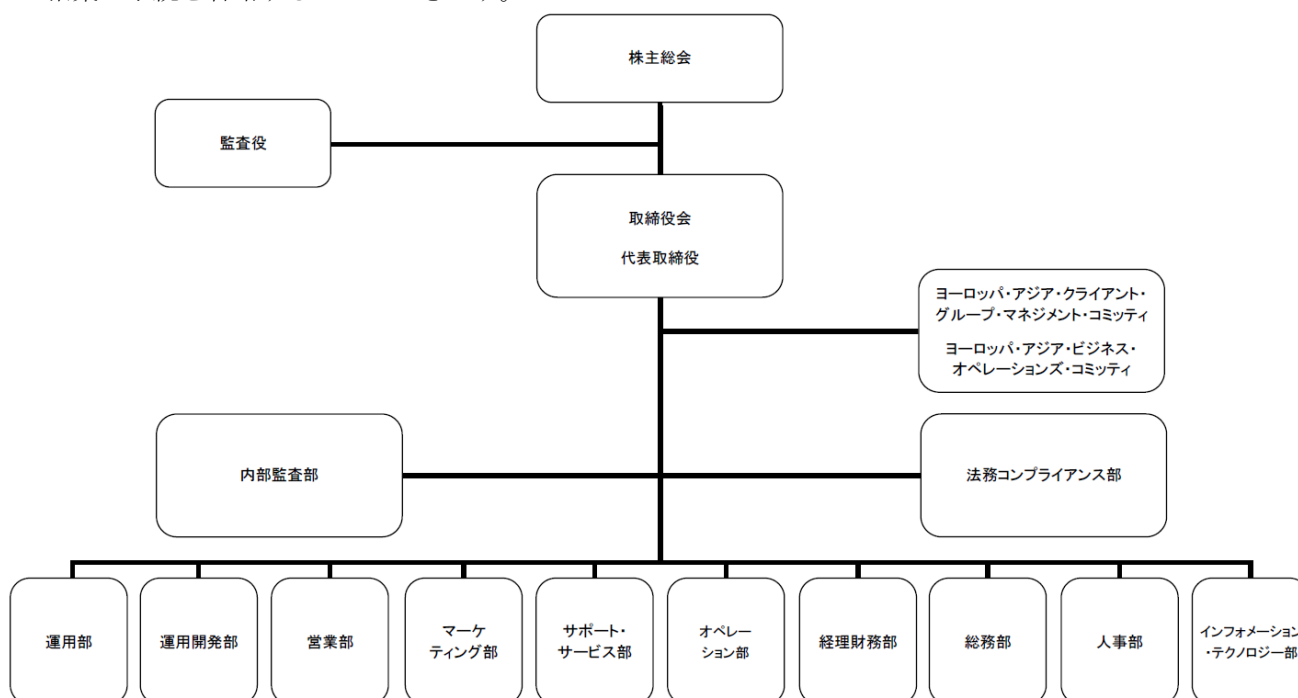 株主総会
監査役
取締役会
代表取締役
ヨーロッパ・アジア・クライアント・
グループ・マネジメント・コミッティ
ヨーロッパ・アジア・ビジネス・
オペレーションズ・コミッティ
内部監査部
法務コンプライアンス部
運用部
運用開発部
営業部
マーケ
ティング部
サポート・
サービス部
オペレー
ション部
経理財務部
総務部
人事部
インフォメーション
・テクノロジー部